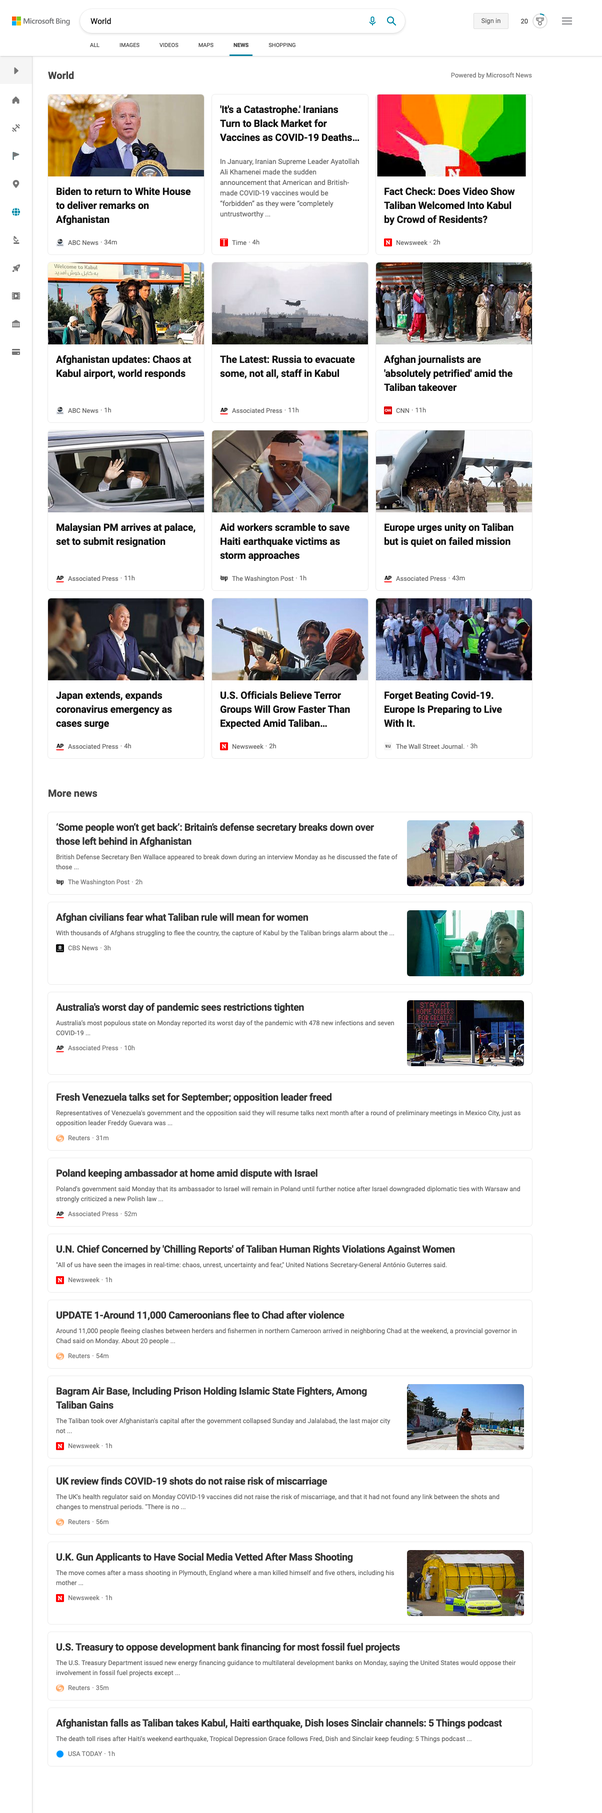 Microsoft Bing
World
Sign in
20
ALL
IMAGES
VIDEOS
MAPS
NEWS
SHOPPING
World
Powered by Microsoft News
Biden to return to White House
to deliver remarks on
Afghanistan
ABC News · 34m
'It's a Catastrophe.' Iranians
Turn to Black Market for
Vaccines as COVID-19 Deaths...
In January, Iranian Supreme Leader Ayatollah
Ali Khamenei made the sudden
announcement that American and British-
made COVID-19 vaccines would be
"forbidden" as they were "completely
untrustworthy ...
Time · 4h
Fact Check: Does Video Show
Taliban Welcomed Into Kabul
by Crowd of Residents?
Newsweek · 2h
Welcome to Kabul
Afghanistan updates: Chaos at
Kabul airport, world responds
ABC News · 1h
The Latest: Russia to evacuate
some, not all, staff in Kabul
AP Associated Press · 11h
Afghan journalists are
'absolutely petrified' amid the
Taliban takeover
CNN · 11h
Malaysian PM arrives at palace,
set to submit resignation
AP Associated Press · 11h
Aid workers scramble to save
Haiti earthquake victims as
storm approaches
wp The Washington Post · 1h
Europe urges unity on Taliban
but is quiet on failed mission
AP Associated Press · 43m
Japan extends, expands
coronavirus emergency as
cases surge
AP Associated Press · 4h
U.S. Officials Believe Terror
Groups Will Grow Faster Than
Expected Amid Taliban...
Newsweek · 2h
Forget Beating Covid-19.
Europe Is Preparing to Live
With It.
WSJ The Wall Street Journal. · 3h
More news
'Some people won't get back': Britain's defense secretary breaks down over
those left behind in Afghanistan
British Defense Secretary Ben Wallace appeared to break down during an interview Monday as he discussed the fate of
those ...
wp The Washington Post · 2h
Afghan civilians fear what Taliban rule will mean for women
With thousands of Afghans struggling to flee the country, the capture of Kabul by the Taliban brings alarm about the ...
CBS News · 3h
Australia's worst day of pandemic sees restrictions tighten
Australia's most populous state on Monday reported its worst day of the pandemic with 478 new infections and seven
COVID-19 ...
AP Associated Press · 10h
STAY AT
HOME ORDERS
FOR GREATER
Fresh Venezuela talks set for September; opposition leader freed
Representatives of Venezuela's government and the opposition said they will resume talks next month after a round of preliminary meetings in Mexico City, just as
opposition leader Freddy Guevara was ...
Reuters · 31m
Poland keeping ambassador at home amid dispute with Israel
Poland's government said Monday that its ambassador to Israel will remain in Poland until further notice after Israel downgraded diplomatic ties with Warsaw and
strongly criticized a new Polish law ...
AP Associated Press · 52m
U.N. Chief Concerned by 'Chilling Reports' of Taliban Human Rights Violations Against Women
"All of us have seen the images in real-time: chaos, unrest, uncertainty and fear," United Nations Secretary-General António Guterres said.
Newsweek · 1h
UPDATE 1-Around 11,000 Cameroonians flee to Chad after violence
Around 11,000 people fleeing clashes between herders and fishermen in northern Cameroon arrived in neighboring Chad at the weekend, a provincial governor in
Chad said on Monday. About 20 people ...
Reuters · 54m
Bagram Air Base, Including Prison Holding Islamic State Fighters, Among
Taliban Gains
The Taliban took over Afghanistan's capital after the government collapsed Sunday and Jalalabad, the last major city
not ...
Newsweek · 1h
UK review finds COVID-19 shots do not raise risk of miscarriage
The UK's health regulator said on Monday COVID-19 vaccines did not raise the risk of miscarriage, and that it had not found any link between the shots and
changes to menstrual periods. "There is no ...
Reuters · 56m
U.K. Gun Applicants to Have Social Media Vetted After Mass Shooting
The move comes after a mass shooting in Plymouth, England where a man killed himself and five others, including his
mother ...
Newsweek · 1h
U.S. Treasury to oppose development bank financing for most fossil fuel projects
The U.S. Treasury Department issued new energy financing guidance to multilateral development banks on Monday, saying the United States would oppose their
involvement in fossil fuel projects except ...
Reuters · 35m
Afghanistan falls as Taliban takes Kabul, Haiti earthquake, Dish loses Sinclair channels: 5 Things podcast
The death toll rises after Haiti's weekend earthquake, Tropical Depression Grace follows Fred, Dish and Sinclair keep feuding: 5 Things podcast ...
USA TODAY · 1h